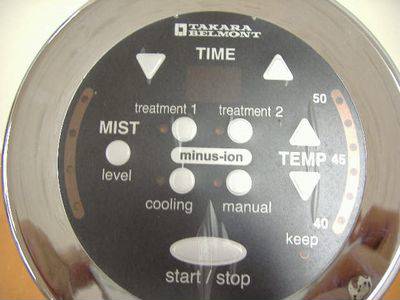 TAKARA
BELMONT
TIME
treatment 1 treatment 2 50
MIST
minus-ion TEMP 45
level
cooling manual 40
keep
start / stop